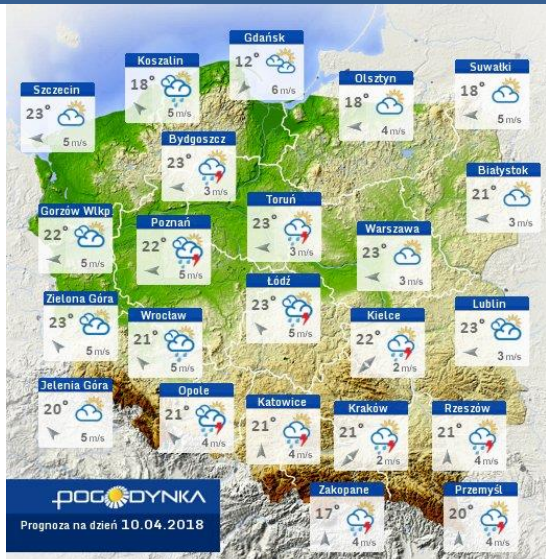 Gdańsk
12°
6 m/s
Koszalin
18°
5 m/s
Suwałki
18°
5 m/s
Olsztyn
18°
4 m/s
Szczecin
23°
5 m/s
Bydgoszcz
23°
3 m/s
Białystok
21°
3 m/s
Toruń
23°
3 m/s
Gorzów Wlkp
22°
5 m/s
Poznań
22°
5 m/s
Warszawa
23°
3 m/s
Łódź
23°
5 m/s
Zielona Góra
23°
5 m/s
Wrocław
21°
5 m/s
Kielce
22°
2 m/s
Lublin
23°
3 m/s
Jelenia Góra
20°
5 m/s
Opole
21°
4 m/s
Katowice
21°
4 m/s
Kraków
21°
2 m/s
Rzeszów
21°
4 m/s
Zakopane
17°
4 m/s
Przemyśl
20°
4 m/s
POGODYNKA
Prognoza na dzień 10.04.2018